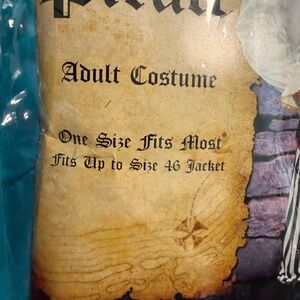 Adult Costume
One Size Fits Most
Fits Up to Size 46 Jacket